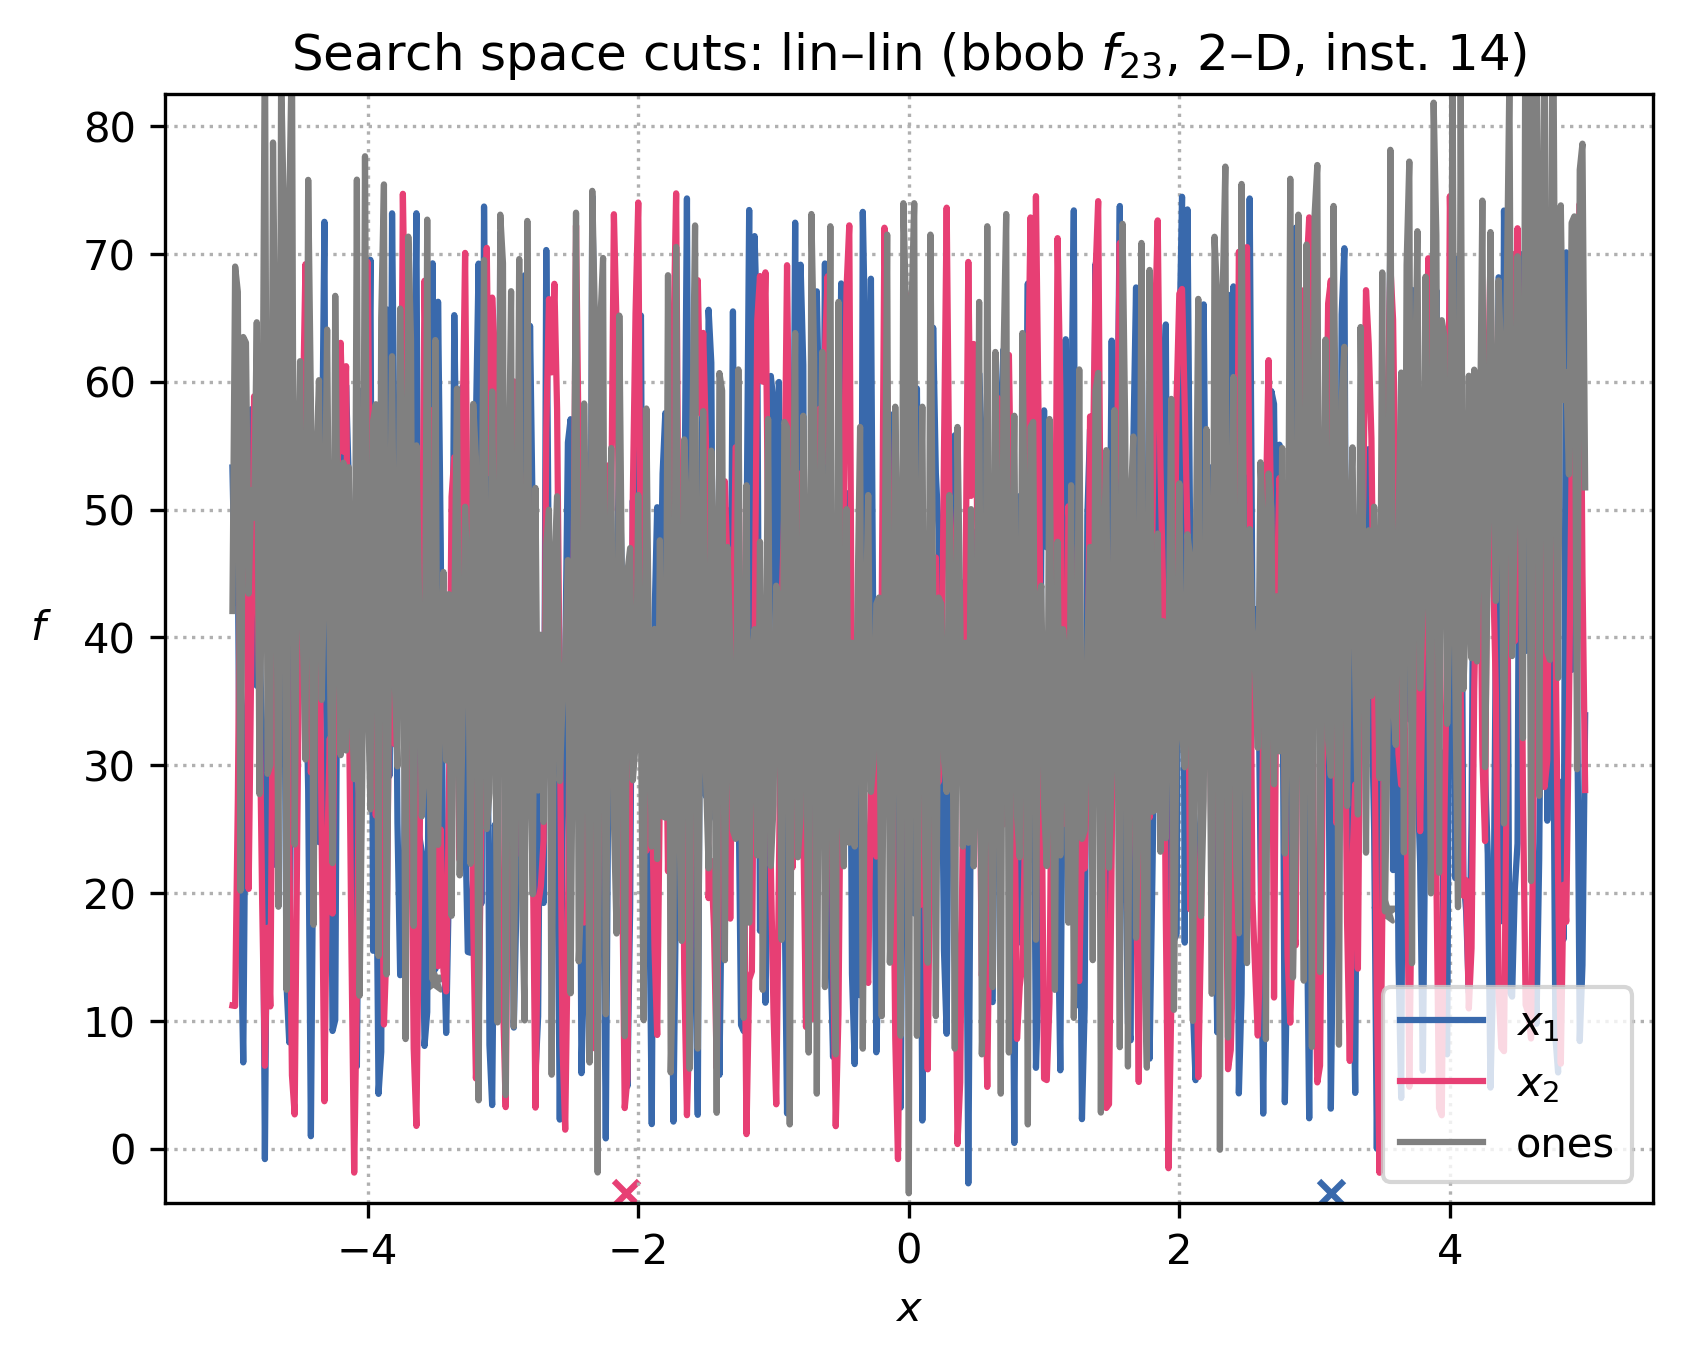 Search space cuts: lin–lin (bbob f₂₃, 2–D, inst. 14)
80
70
60
50
40
30
20
10
0
f
x₁
x₂
ones
−4 −2 0 2 4
x